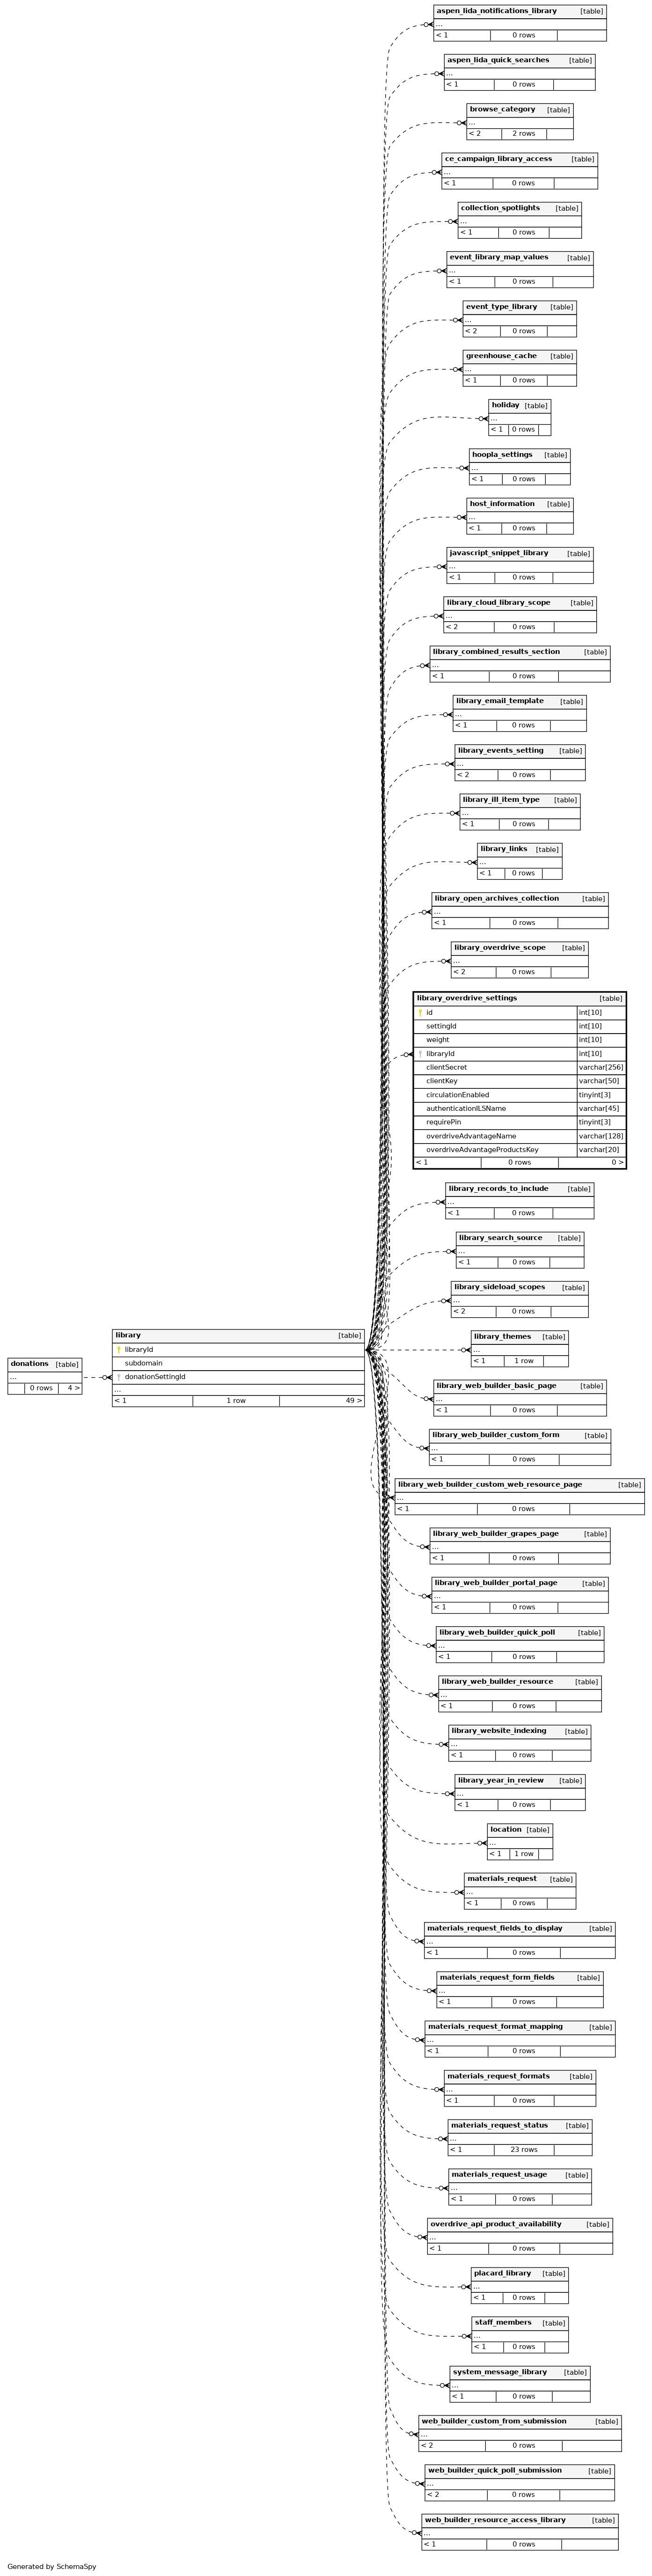 aspen_lida_notifications_library [table]
...
< 1 0 rows
aspen_lida_quick_searches [table]
...
< 1 0 rows
browse_category [table]
...
< 2 2 rows
ce_campaign_library_access [table]
...
< 1 0 rows
collection_spotlights [table]
...
< 1 0 rows
event_library_map_values [table]
...
< 1 0 rows
event_type_library [table]
...
< 2 0 rows
greenhouse_cache [table]
...
< 1 0 rows
holiday [table]
...
< 1 0 rows
hoopla_settings [table]
...
< 1 0 rows
host_information [table]
...
< 1 0 rows
javascript_snippet_library [table]
...
< 1 0 rows
library_cloud_library_scope [table]
...
< 2 0 rows
library_combined_results_section [table]
...
< 1 0 rows
library_email_template [table]
...
< 1 0 rows
library_events_setting [table]
...
< 2 0 rows
library_ill_item_type [table]
...
< 1 0 rows
library_links [table]
...
< 1 0 rows
library_open_archives_collection [table]
...
< 1 0 rows
library_overdrive_scope [table]
...
< 2 0 rows
library_overdrive_settings [table]
id int[10]
settingId int[10]
weight int[10]
libraryId int[10]
clientSecret varchar[256]
clientKey varchar[50]
circulationEnabled tinyint[3]
authenticationILSName varchar[45]
requirePin tinyint[3]
overdriveAdvantageName varchar[128]
overdriveAdvantageProductsKey varchar[20]
< 1 0 rows 0 >
library_records_to_include [table]
...
< 1 0 rows
library_search_source [table]
...
< 1 0 rows
library_sideload_scopes [table]
...
< 2 0 rows
donations [table]
...
0 rows 4 >
library [table]
libraryId
subdomain
donationSettingId
...
< 1 1 row 49 >
library_themes [table]
...
< 1 1 row
library_web_builder_basic_page [table]
...
< 1 0 rows
library_web_builder_custom_form [table]
...
< 1 0 rows
library_web_builder_custom_web_resource_page [table]
...
< 1 0 rows
library_web_builder_grapes_page [table]
...
< 1 0 rows
library_web_builder_portal_page [table]
...
< 1 0 rows
library_web_builder_quick_poll [table]
...
< 1 0 rows
library_web_builder_resource [table]
...
< 1 0 rows
library_website_indexing [table]
...
< 1 0 rows
library_year_in_review [table]
...
< 1 0 rows
location [table]
...
< 1 1 row
materials_request [table]
...
< 1 0 rows
materials_request_fields_to_display [table]
...
< 1 0 rows
materials_request_form_fields [table]
...
< 1 0 rows
materials_request_format_mapping [table]
...
< 1 0 rows
materials_request_formats [table]
...
< 1 0 rows
materials_request_status [table]
...
< 1 23 rows
materials_request_usage [table]
...
< 1 0 rows
overdrive_api_product_availability [table]
...
< 1 0 rows
placard_library [table]
...
< 1 0 rows
staff_members [table]
...
< 1 0 rows
system_message_library [table]
...
< 1 0 rows
web_builder_custom_from_submission [table]
...
< 2 0 rows
web_builder_quick_poll_submission [table]
...
< 2 0 rows
web_builder_resource_access_library [table]
...
< 1 0 rows
Generated by SchemaSpy